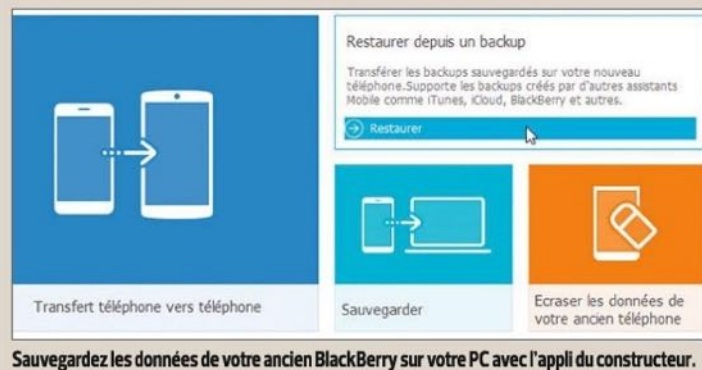 Restaurer depuis un backup
Transférer les backups sauvegardés sur votre nouveau
téléphone.Supporte les backups créés par d'autres assistants
Mobile comme iTunes, iCloud, BlackBerry et autres.
Restaurer
Transfert téléphone vers téléphone
Sauvegarder
Ecraser les données de
votre ancien téléphone
Sauvegardez les données de votre ancien BlackBerry sur votre PC avec l'appli du constructeur.